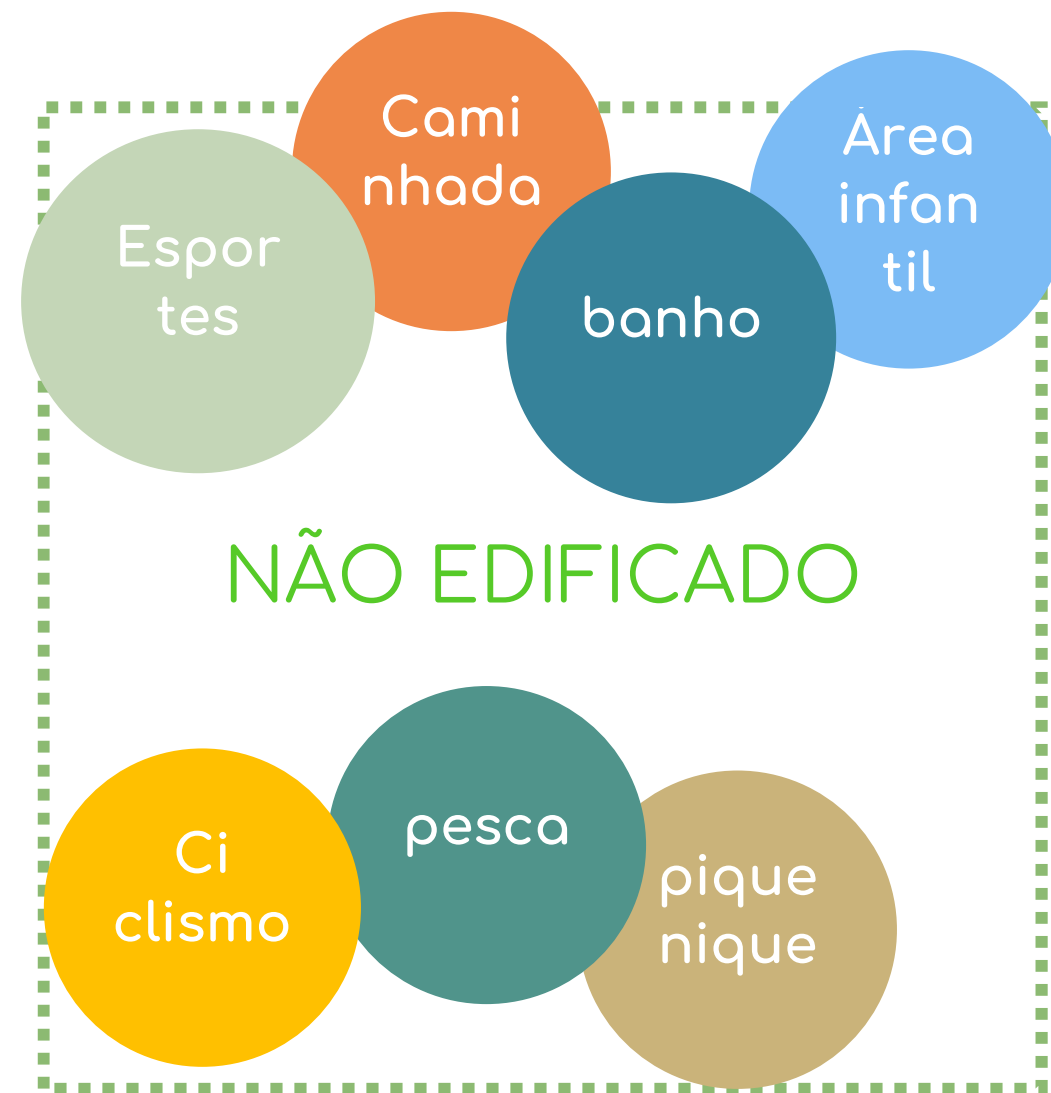 Cami
nhada
Área
infan
til
Espor
tes
banho
NÃO EDIFICADO
pesca
Ci
clismo
pique
nique